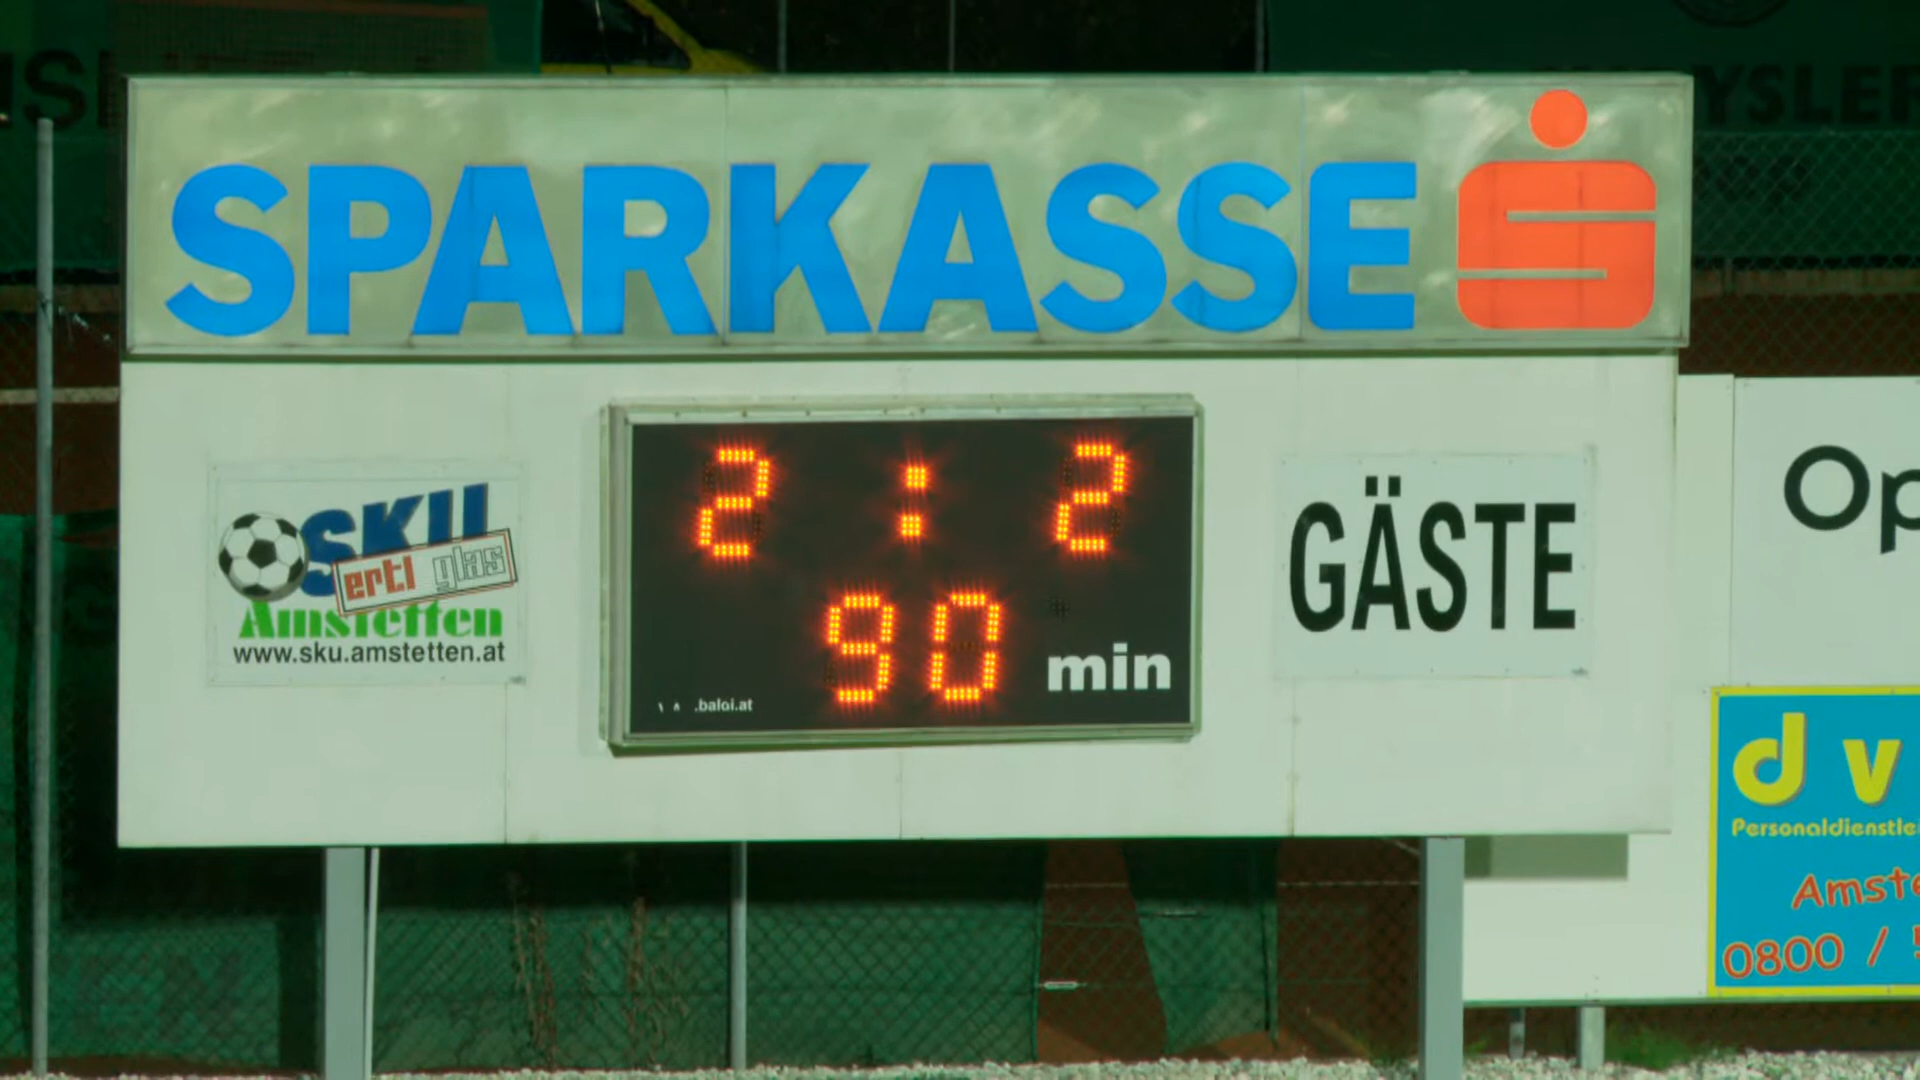 SPARKASSE
SKU
ertl glas
Amstetten
www.sku.amstetten.at
2 : 2
90 min
.baloi.at
GÄSTE
YSLER
Op
d v
Personaldienstle
Amste
0800 /